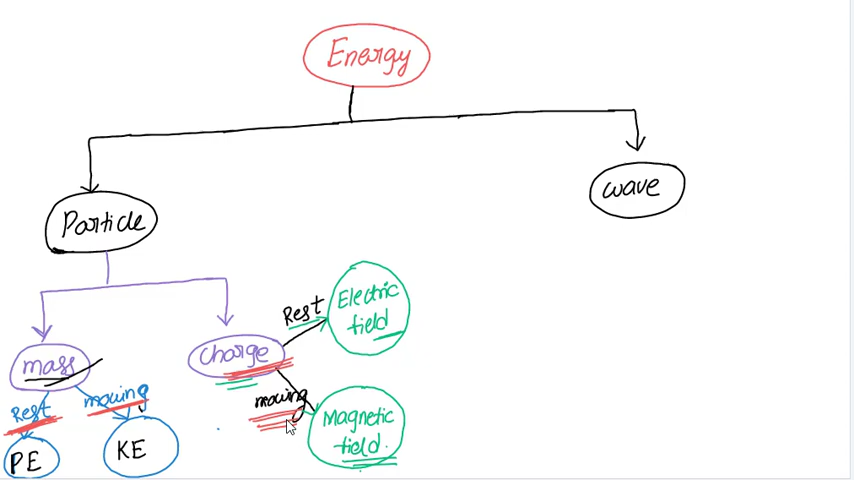 Energy
wave
Particle
Electric
field
Rest
charge
mass
moving
moving
Rest
Magnetic
field.
KE
PE